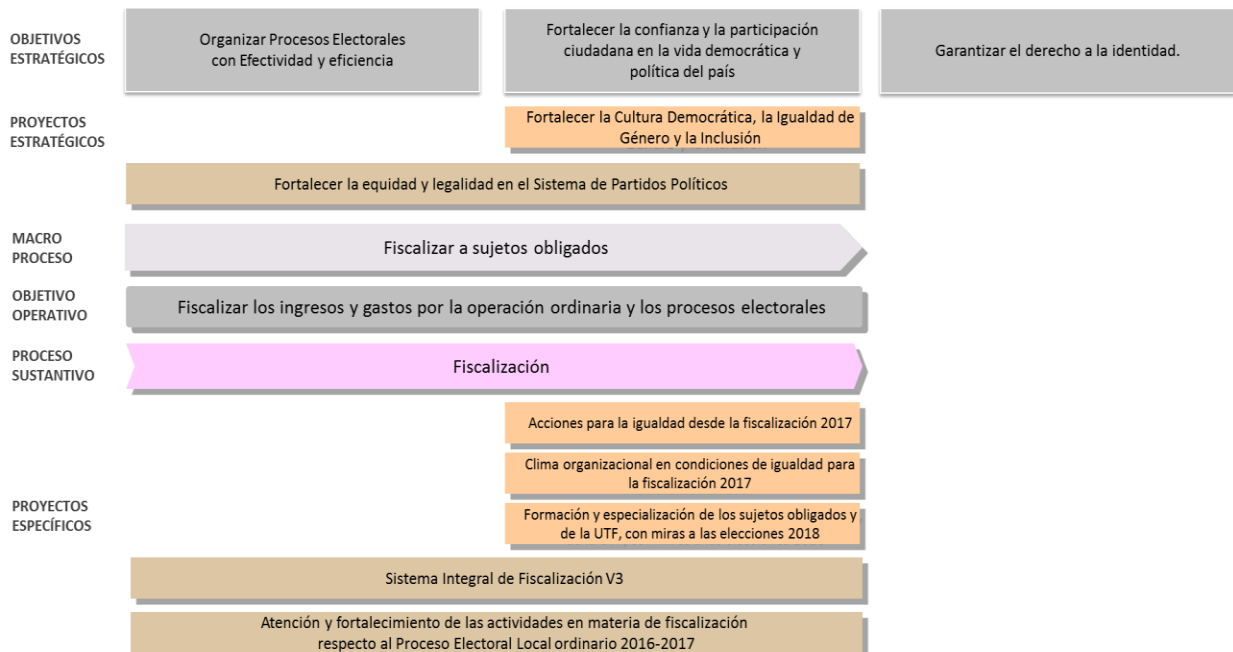 OBJETIVOS
ESTRATÉGICOS
Organizar Procesos Electorales
con Efectividad y eficiencia
Fortalecer la confianza y la participación
ciudadana en la vida democrática y
política del país
Garantizar el derecho a la identidad.
PROYECTOS
ESTRATÉGICOS
Fortalecer la Cultura Democrática, la Igualdad de
Género y la Inclusión
Fortalecer la equidad y legalidad en el Sistema de Partidos Políticos
MACRO
PROCESO
Fiscalizar a sujetos obligados
OBJETIVO
OPERATIVO
Fiscalizar los ingresos y gastos por la operación ordinaria y los procesos electorales
PROCESO
SUSTANTIVO
Fiscalización
PROYECTOS
ESPECÍFICOS
Acciones para la igualdad desde la fiscalización 2017
Clima organizacional en condiciones de igualdad para
la fiscalización 2017
Formación y especialización de los sujetos obligados y
de la UTF, con miras a las elecciones 2018
Sistema Integral de Fiscalización V3
Atención y fortalecimiento de las actividades en materia de fiscalización
respecto al Proceso Electoral Local ordinario 2016-2017